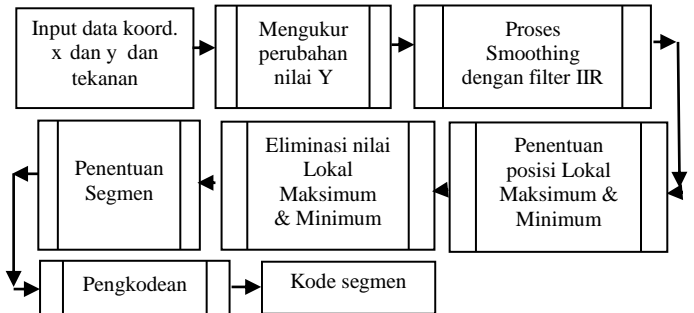 Input data koord.
x dan y dan
tekanan
Mengukur
perubahan
nilai Y
Proses
Smoothing
dengan filter IIR
Penentuan
posisi Lokal
Maksimum &
Minimum
Eliminasi nilai
Lokal
Maksimum
& Minimum
Penentuan
Segmen
Pengkodean
Kode segmen